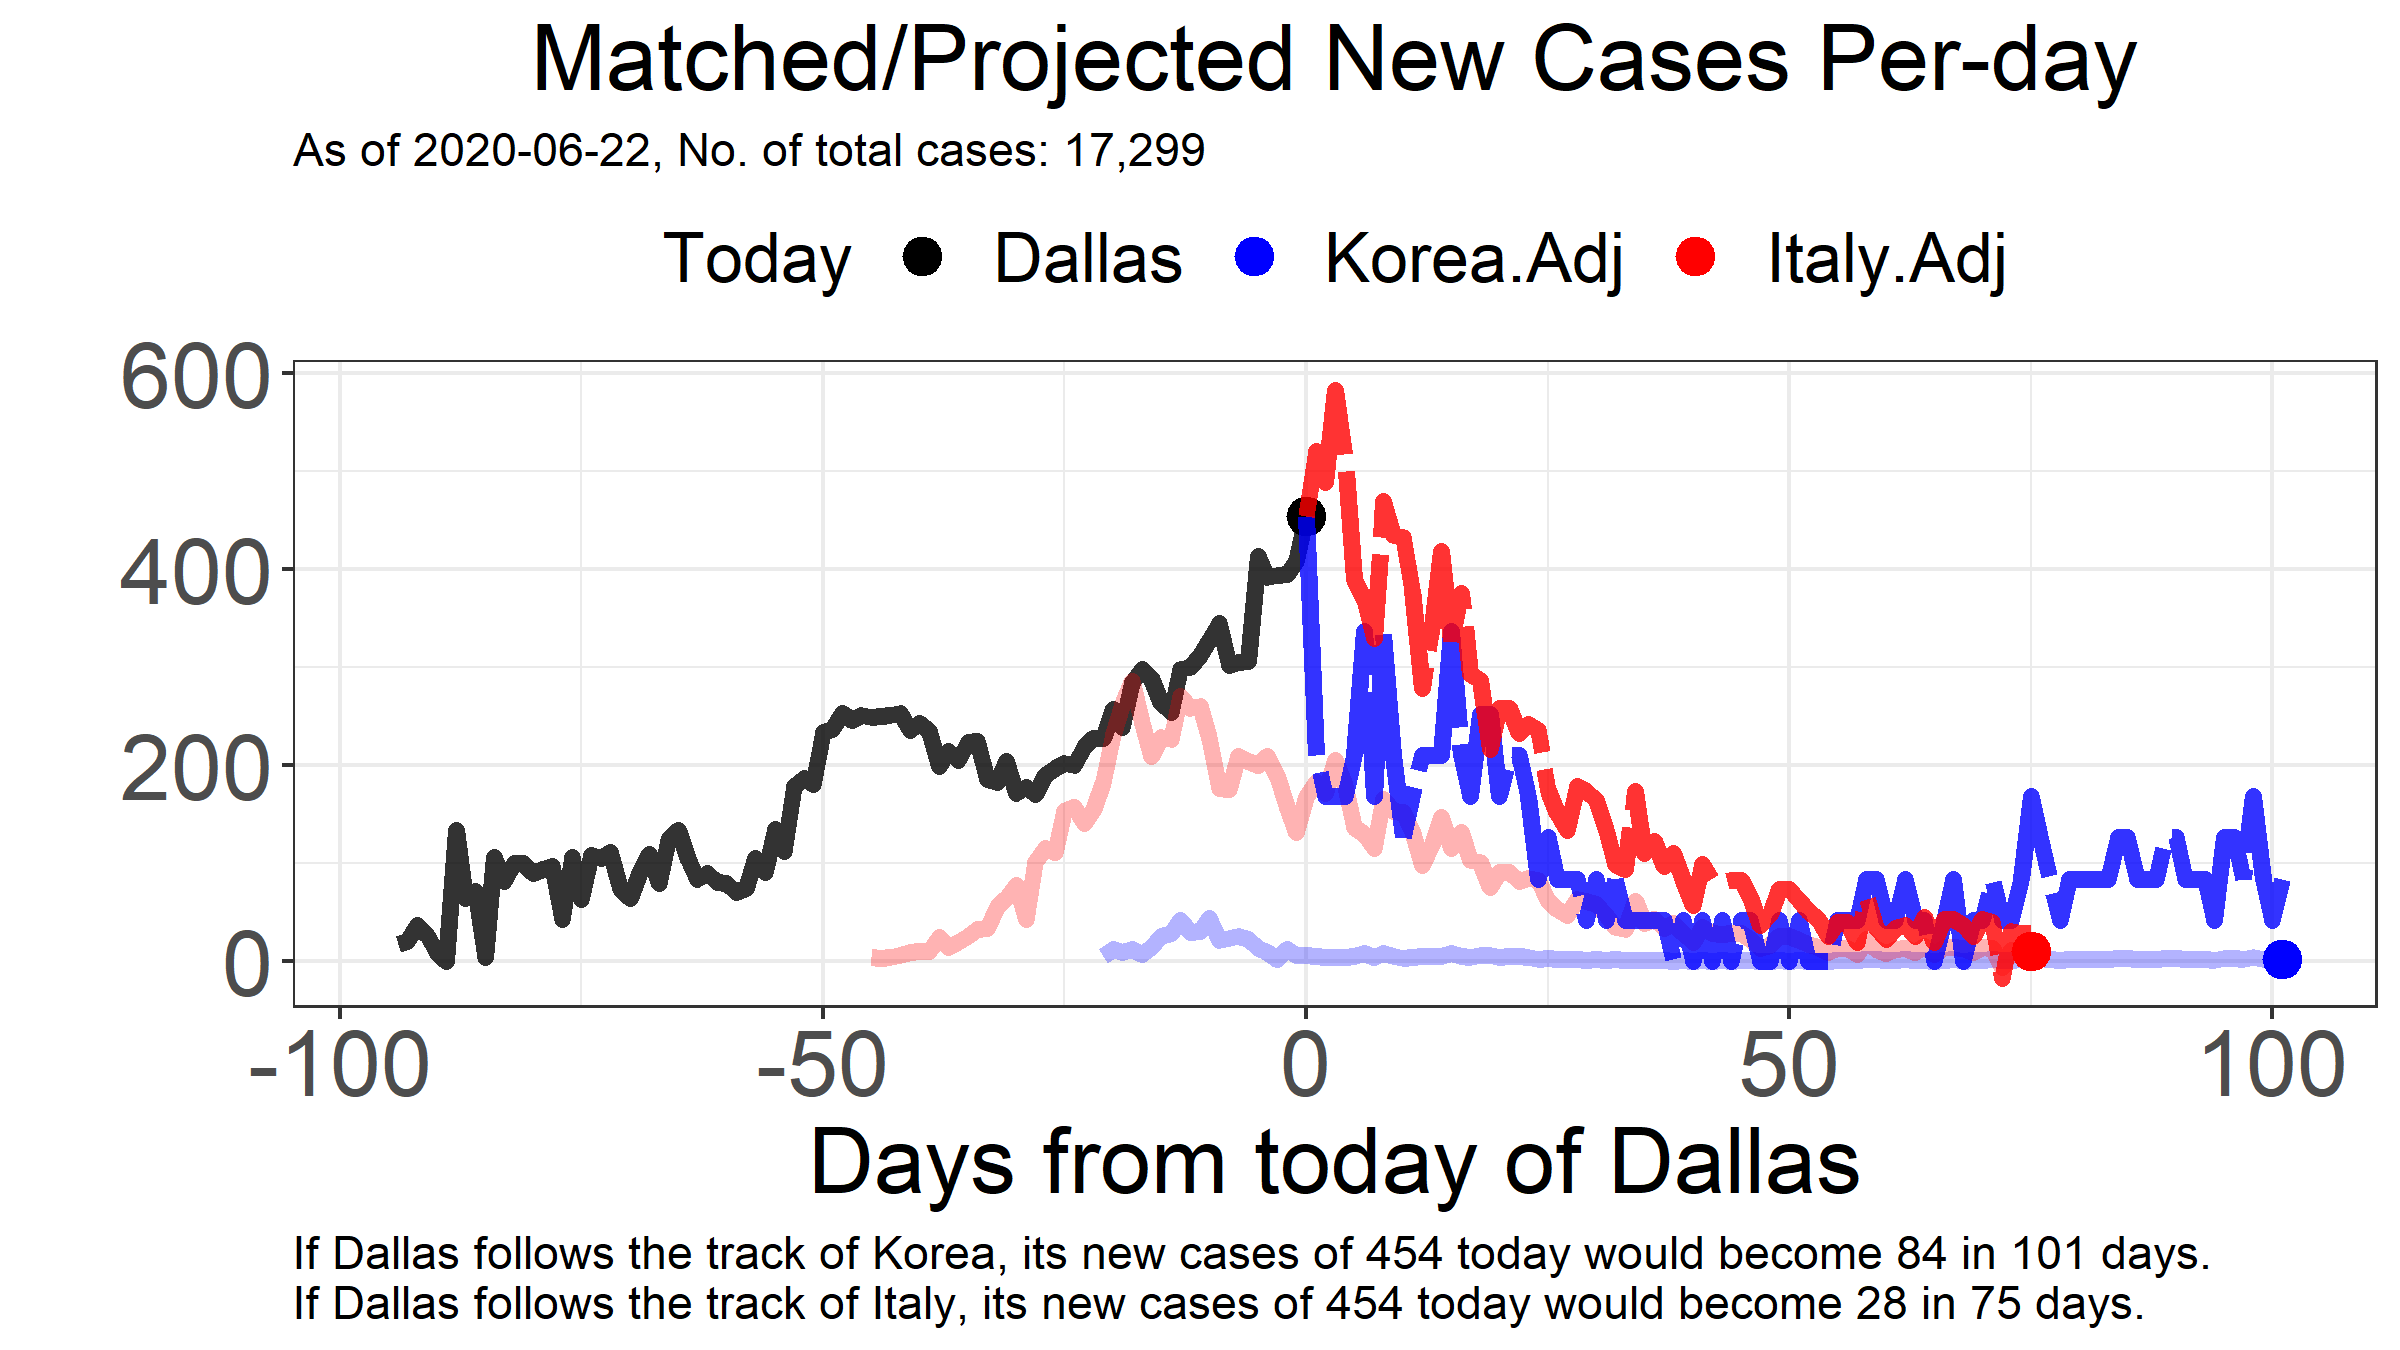 Matched/Projected New Cases Per-day
As of 2020-06-22, No. of total cases: 17,299
Today Dallas Korea.Adj Italy.Adj
600
400
200
0
-100 -50 0 50 100
Days from today of Dallas
If Dallas follows the track of Korea, its new cases of 454 today would become 84 in 101 days.
If Dallas follows the track of Italy, its new cases of 454 today would become 28 in 75 days.